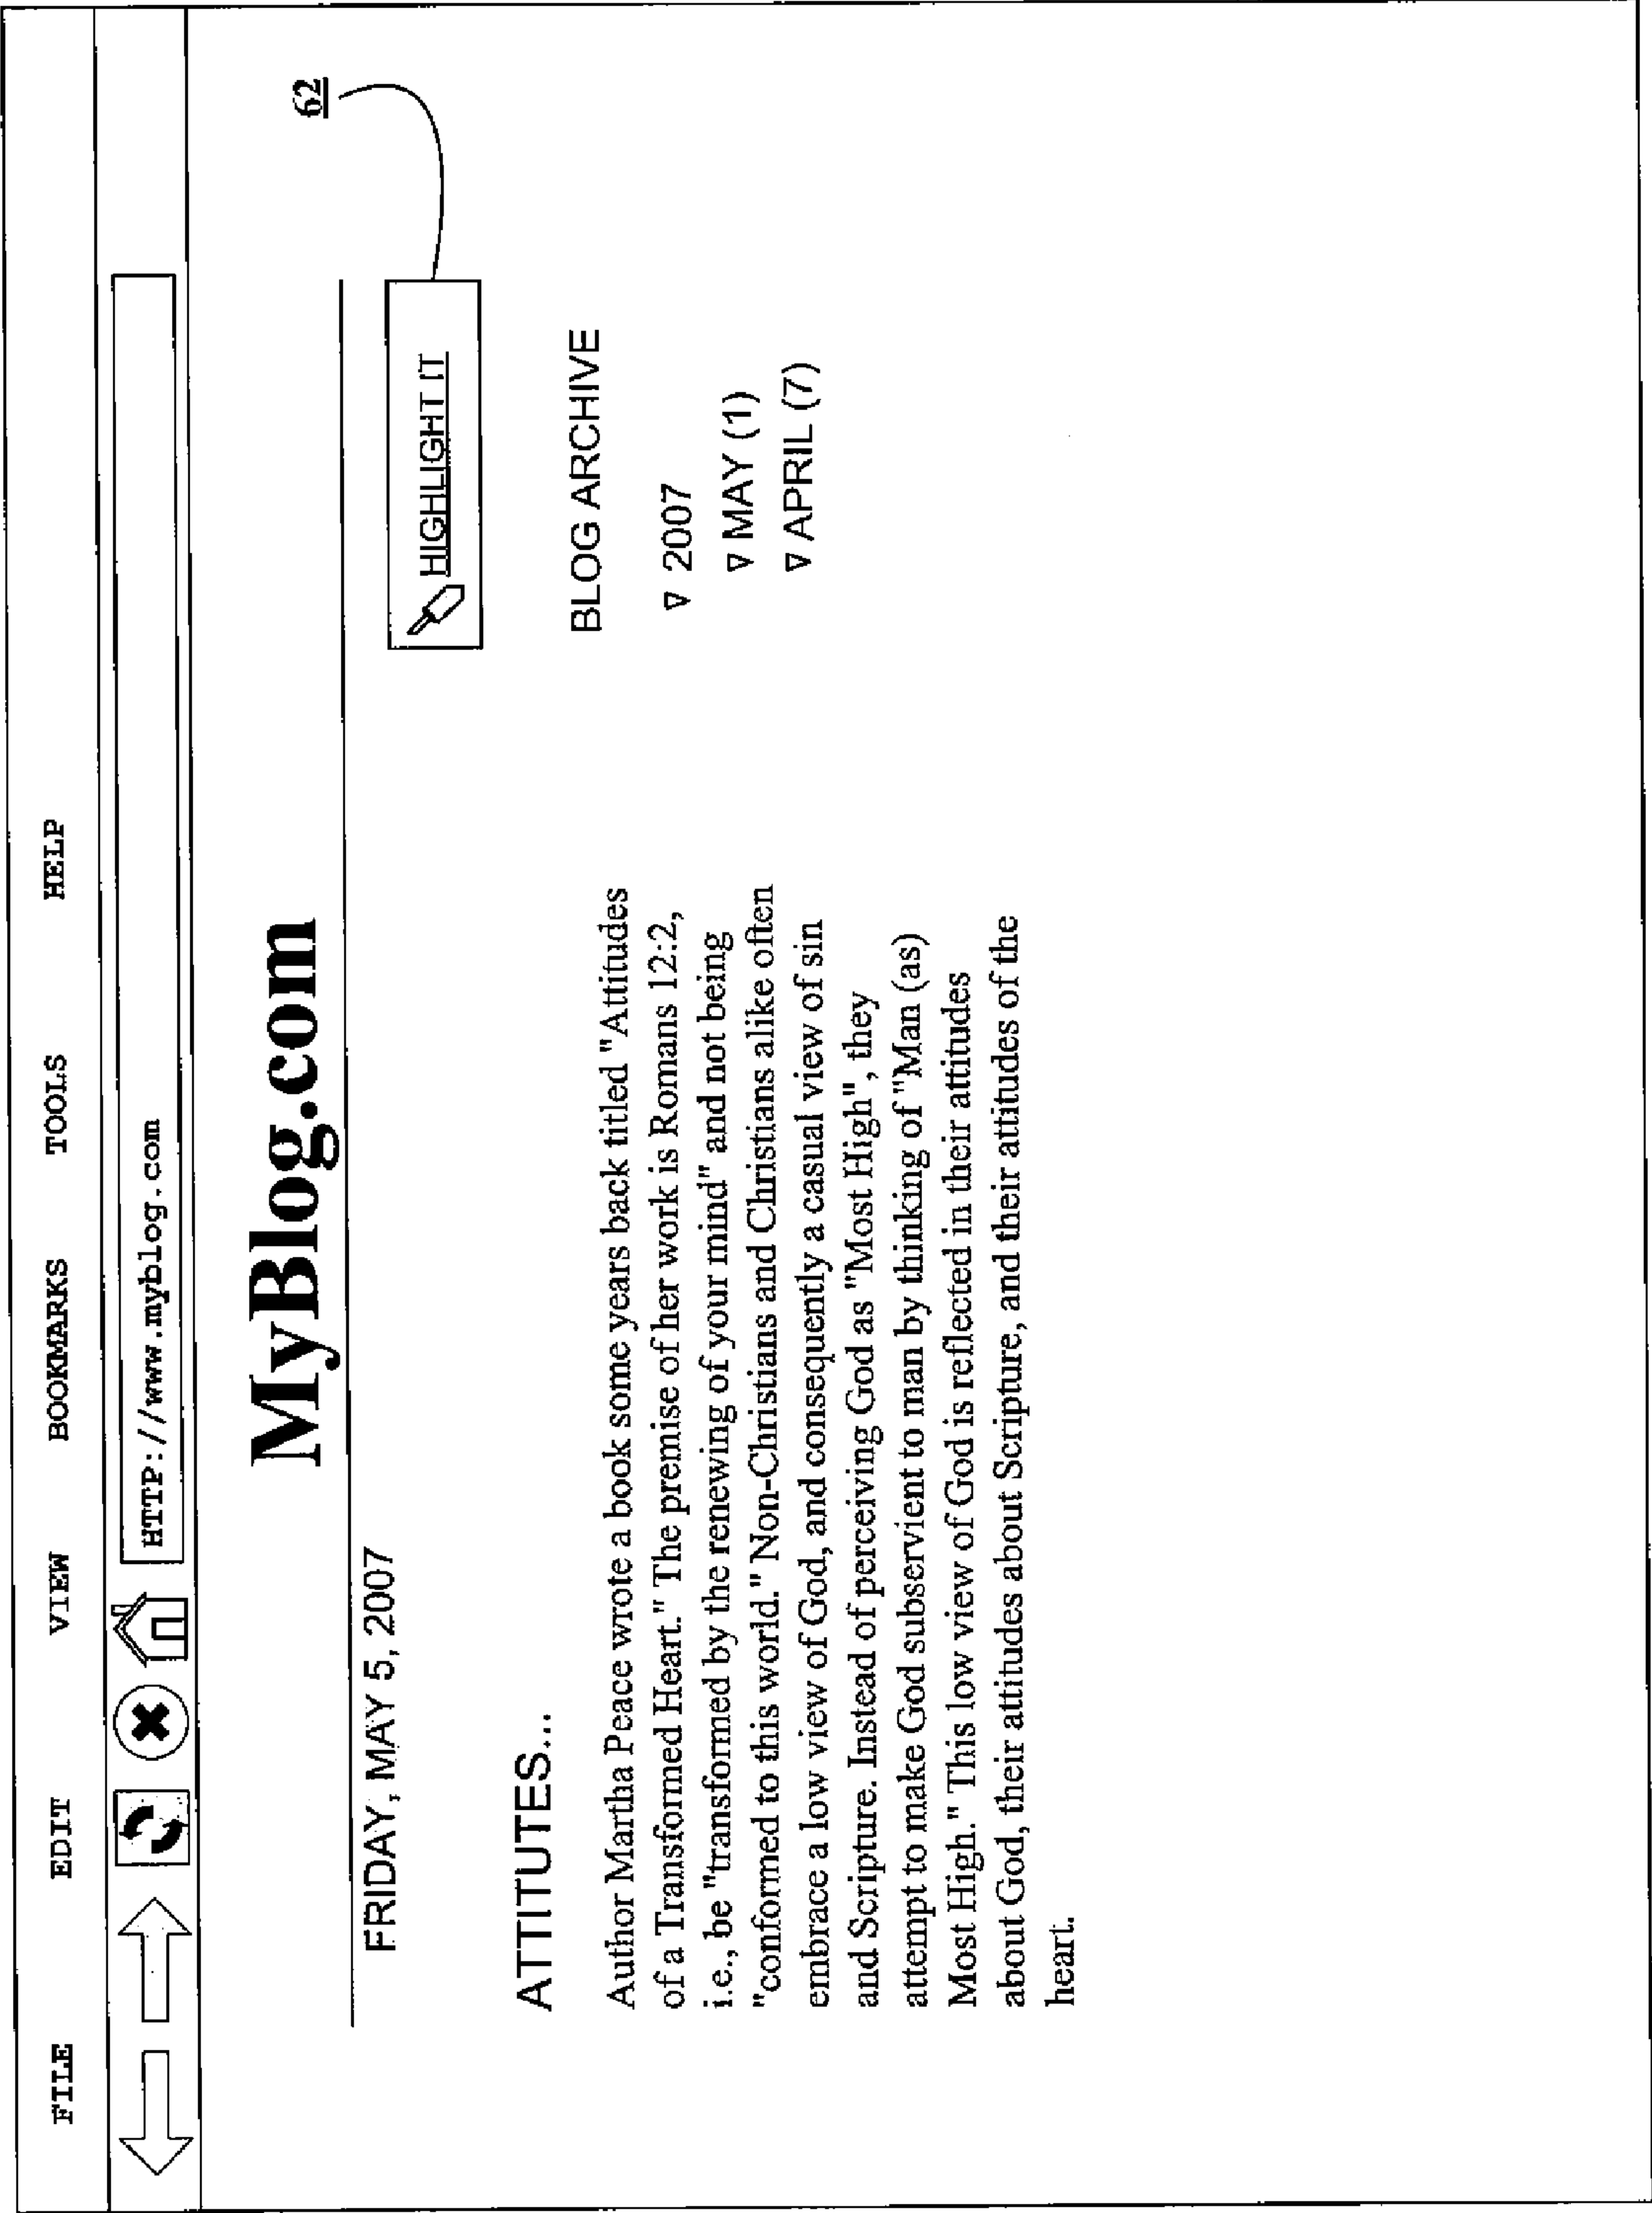 FILE EDIT VIEW BOOKMARKS TOOLS HELP
HTTP://www.myblog.com
MyBlog.com
62
FRIDAY, MAY 5, 2007
HIGHLIGHT IT
ATTITUTES...
Author Martha Peace wrote a book some years back titled "Attitudes
of a Transformed Heart." The premise of her work is Romans 12:2,
i.e., be "transformed by the renewing of your mind" and not being
"conformed to this world." Non-Christians and Christians alike often
embrace a low view of God, and consequently a casual view of sin
and Scripture. Instead of perceiving God as "Most High", they
attempt to make God subservient to man by thinking of "Man (as)
Most High." This low view of God is reflected in their attitudes
about God, their attitudes about Scripture, and their attitudes of the
heart.
BLOG ARCHIVE
∇ 2007
∇ MAY (1)
∇ APRIL (7)